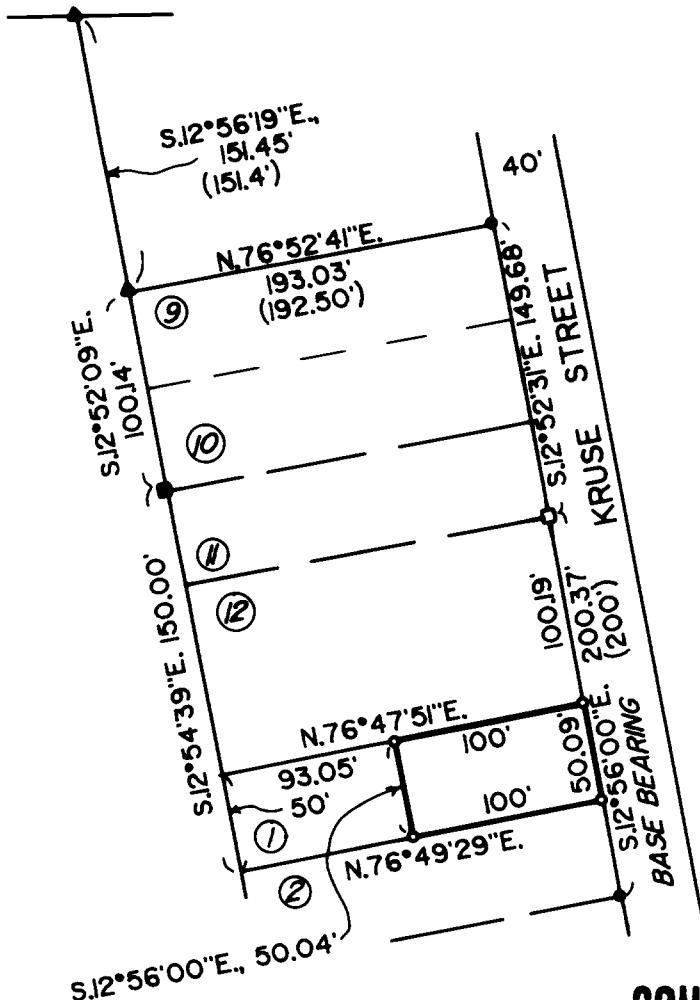 S.12°56'19"E.,
151.45'
(151.4')
40'
N.76°52'41"E.
193.03'
(192.50')
9
S.12°52'31"E. 149.68'
KRUSE STREET
S.12°52'09"E.
100.14'
10
11
12
S.12°54'39"E. 150.00'
100.19'
200.37'
(200')
N.76°47'51"E.
93.05'
100'
50'
50.09'
S.12°56'00"E.
BASE BEARING
1
100'
N.76°49'29"E.
2
S.12°56'00"E., 50.04'